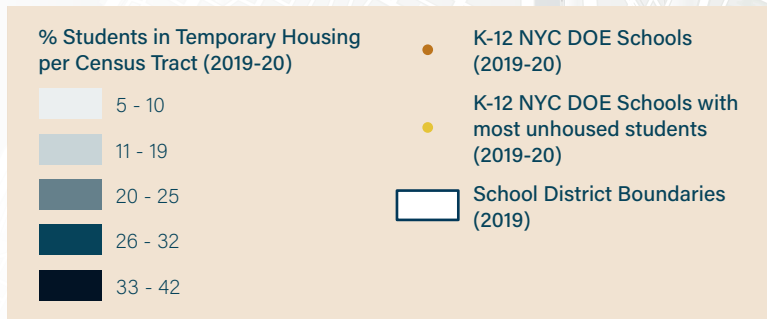 % Students in Temporary Housing
per Census Tract (2019-20)
5 - 10
11 - 19
20 - 25
26 - 32
33 - 42
K-12 NYC DOE Schools
(2019-20)
K-12 NYC DOE Schools with
most unhoused students
(2019-20)
School District Boundaries
(2019)